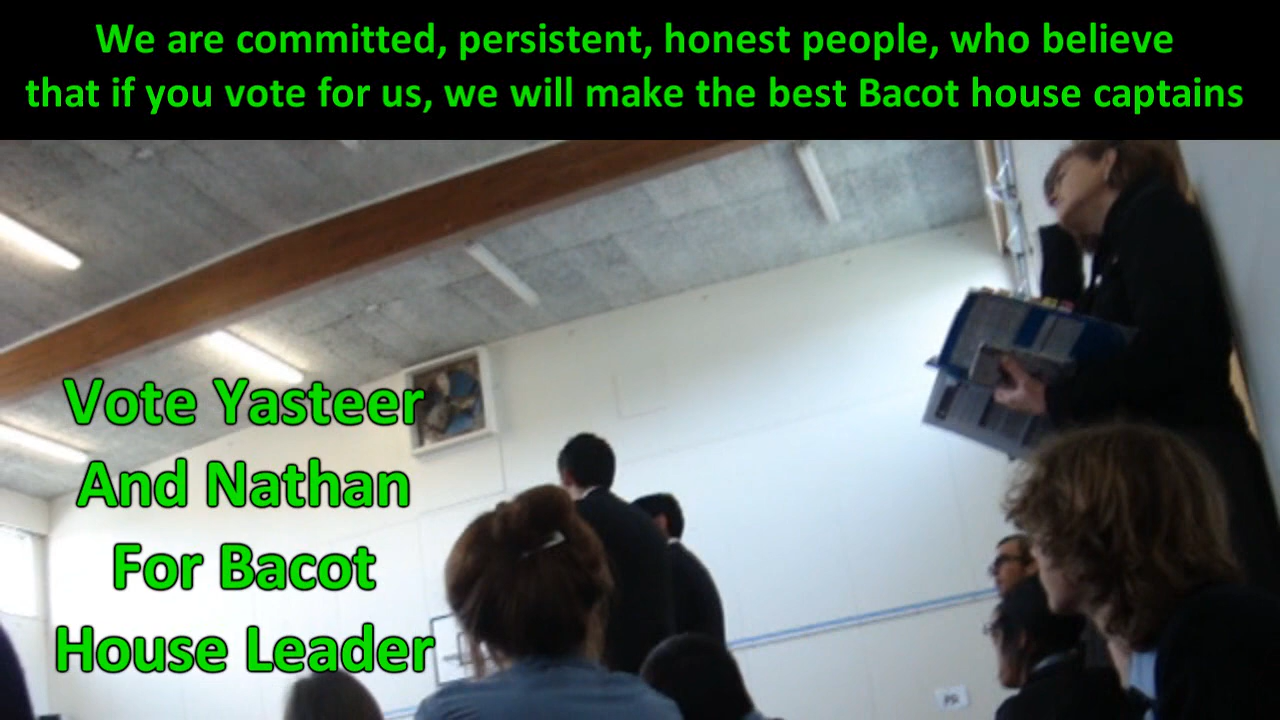 We are committed, persistent, honest people, who believe
that if you vote for us, we will make the best Bacot house captains
Vote Yasteer
And Nathan
For Bacot
House Leader